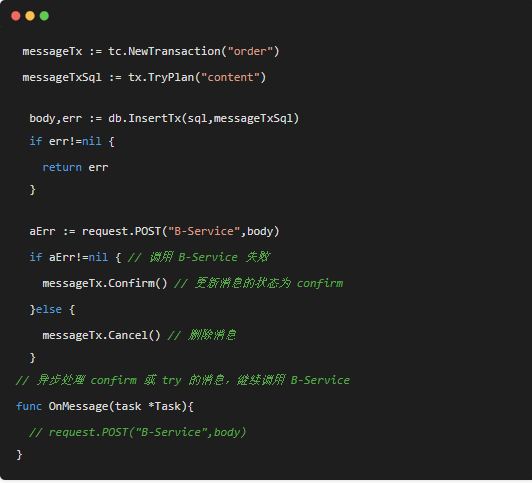 messageTx := tc.NewTransaction("order")
messageTxSql := tx.TryPlan("content")
body,err := db.InsertTx(sql,messageTxSql)
if err!=nil {
return err
}
aErr := request.POST("B-Service",body)
if aErr!=nil { // 调用 B-Service 失败
messageTx.Confirm() // 更新消息的状态为 confirm
}else {
messageTx.Cancel() // 删除消息
}
// 异步处理 confirm 或 try 的消息，继续调用 B-Service
func OnMessage(task *Task){
// request.POST("B-Service",body)
}